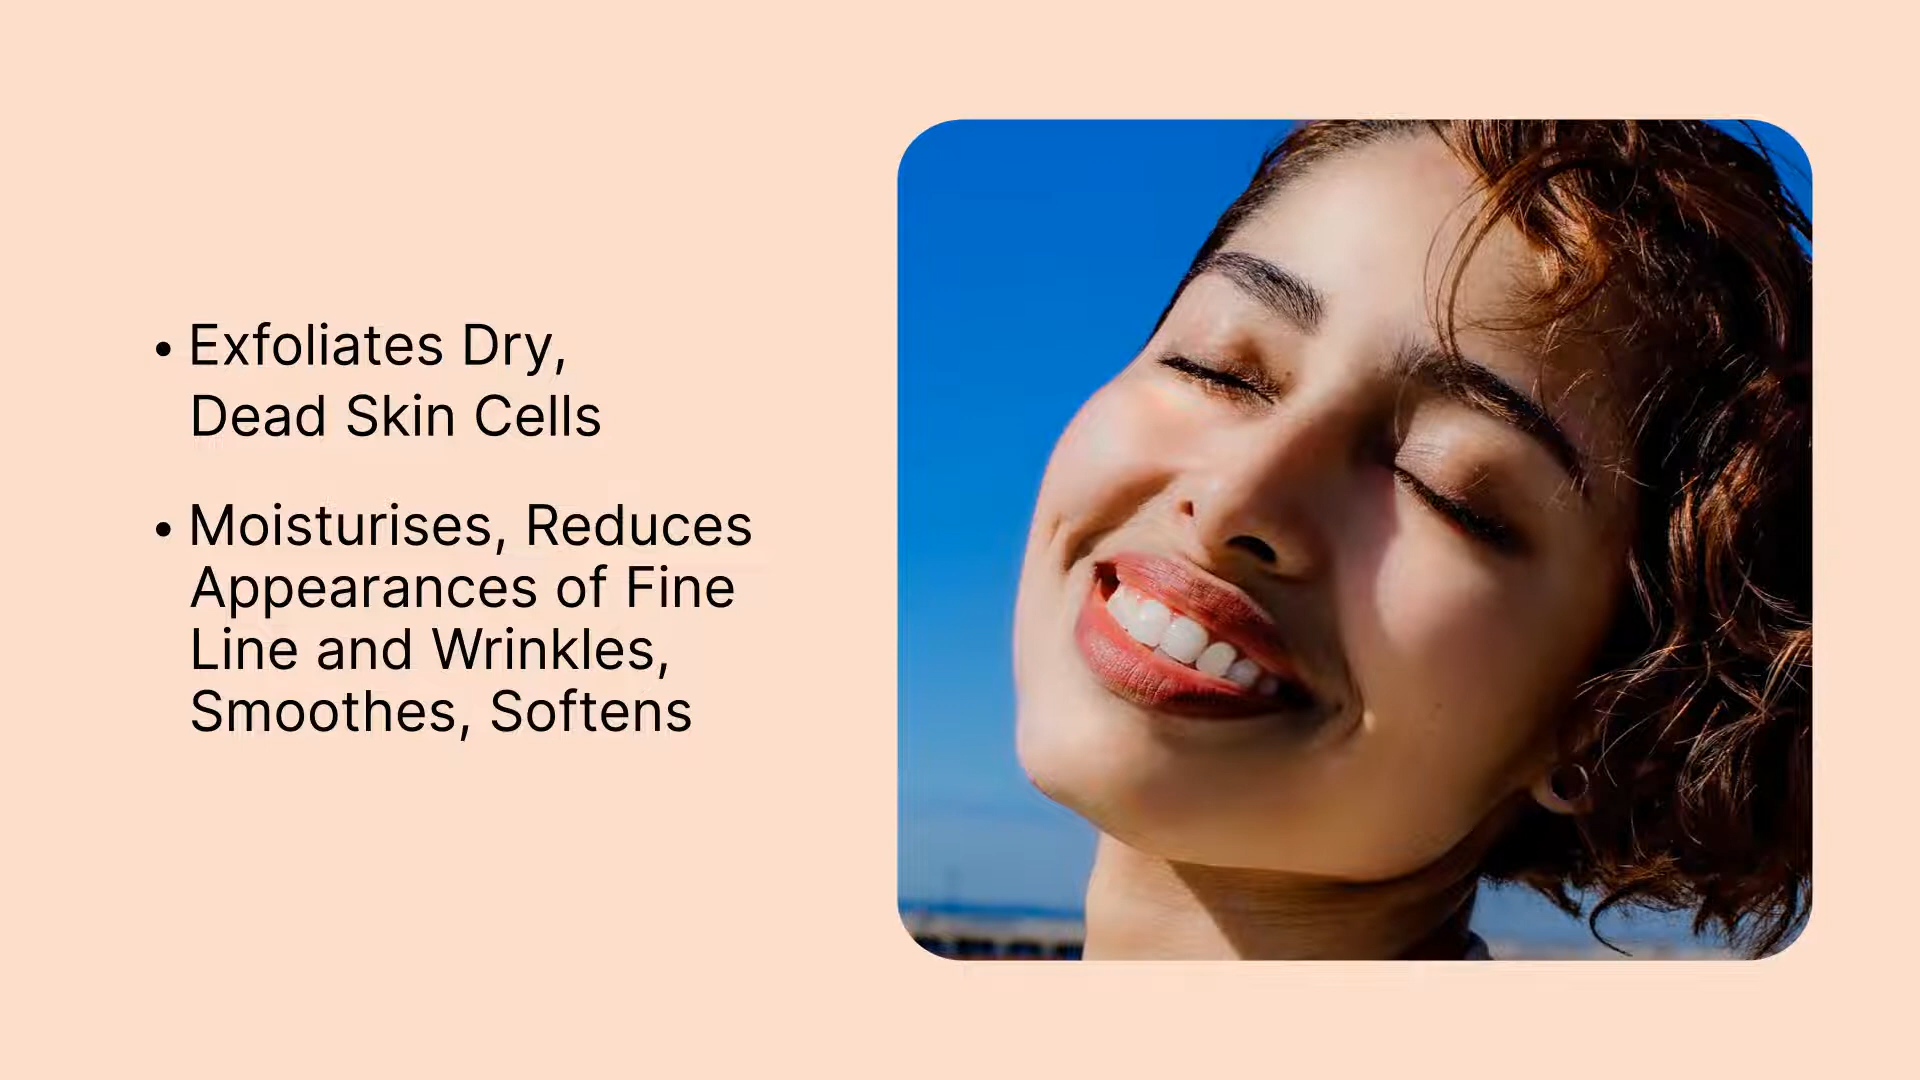 • Exfoliates Dry,
Dead Skin Cells
• Moisturises, Reduces
Appearances of Fine
Line and Wrinkles,
Smoothes, Softens